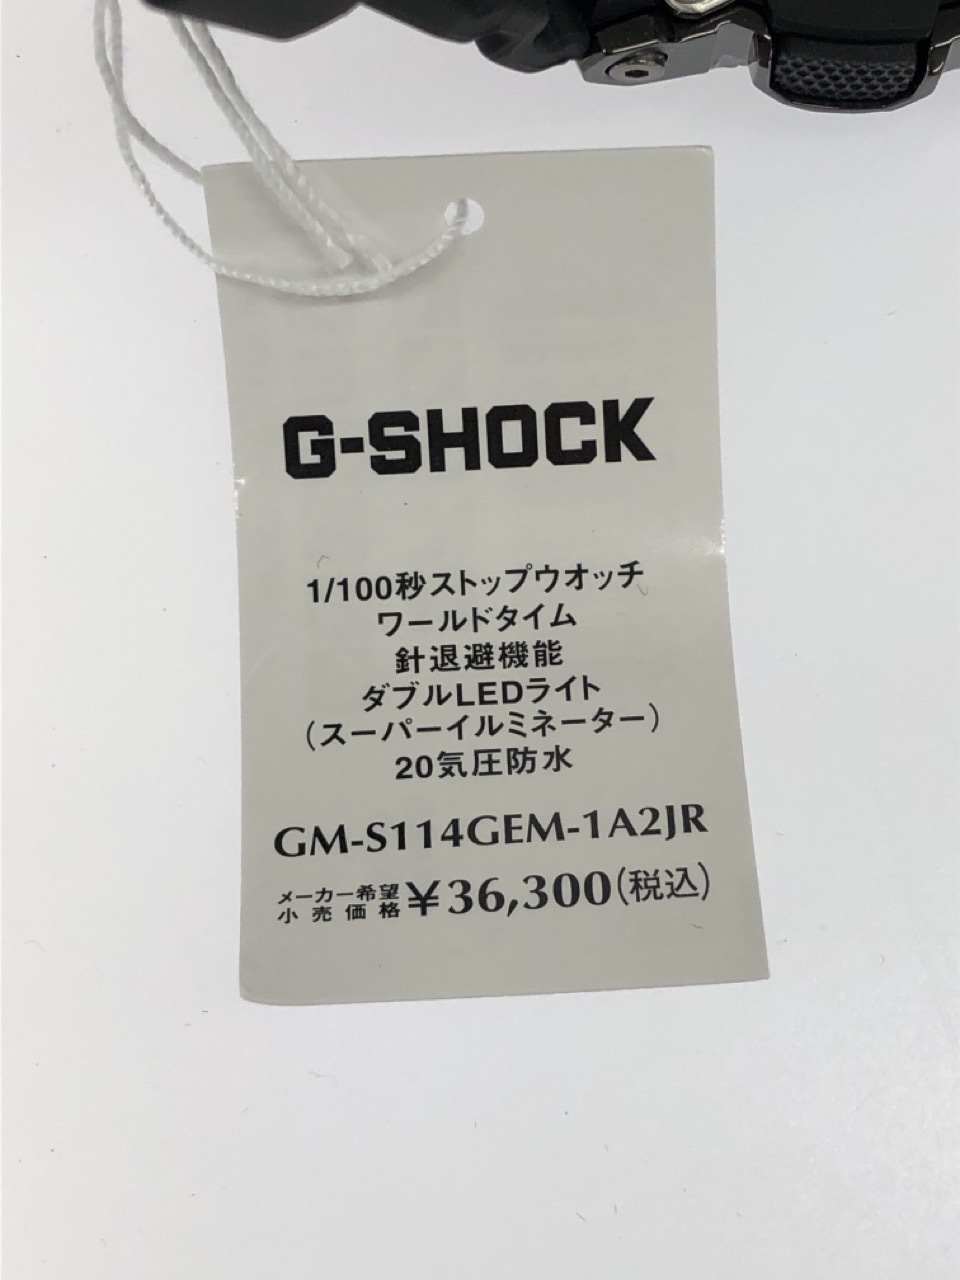 G-SHOCK
1/100秒ストップウオッチ
ワールドタイム
針退避機能
ダブルLEDライト
(スーパーイルミネーター)
20気圧防水
GM-S114GEM-1A2JR
メーカー希望
小売価格 ¥36,300(税込)